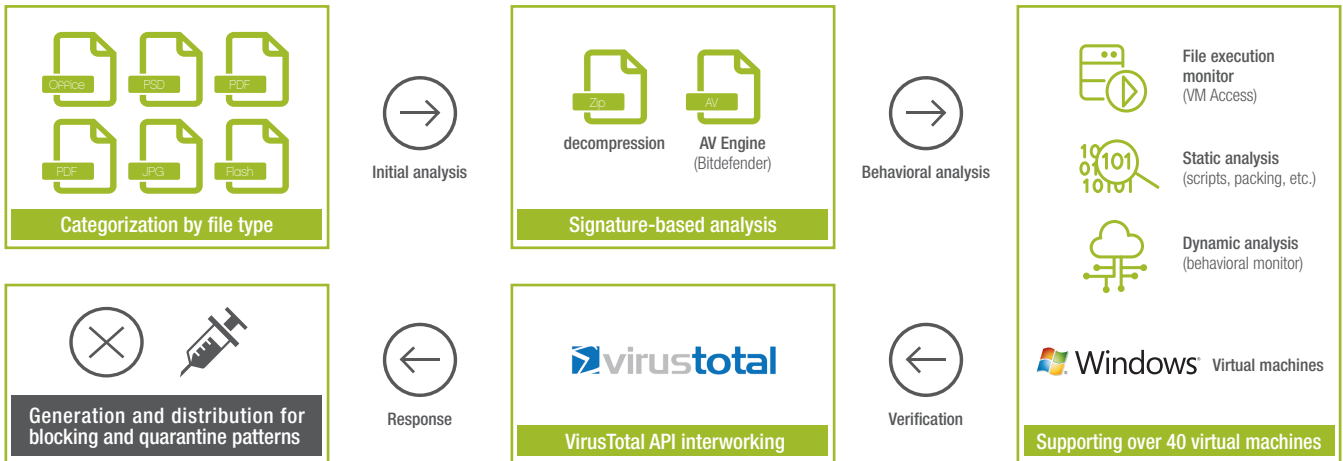 Office
PSD
PDF
PDF
JPG
Flash
Categorization by file type
Initial analysis
Zip
decompression
AV
AV Engine
(Bitdefender)
Signature-based analysis
Behavioral analysis
File execution
monitor
(VM Access)
10
01
101
10101
Static analysis
(scripts, packing, etc.)
Dynamic analysis
(behavioral monitor)
Windows
Virtual machines
Supporting over 40 virtual machines
Verification
virustotal
VirusTotal API interworking
Response
Generation and distribution for
blocking and quarantine patterns